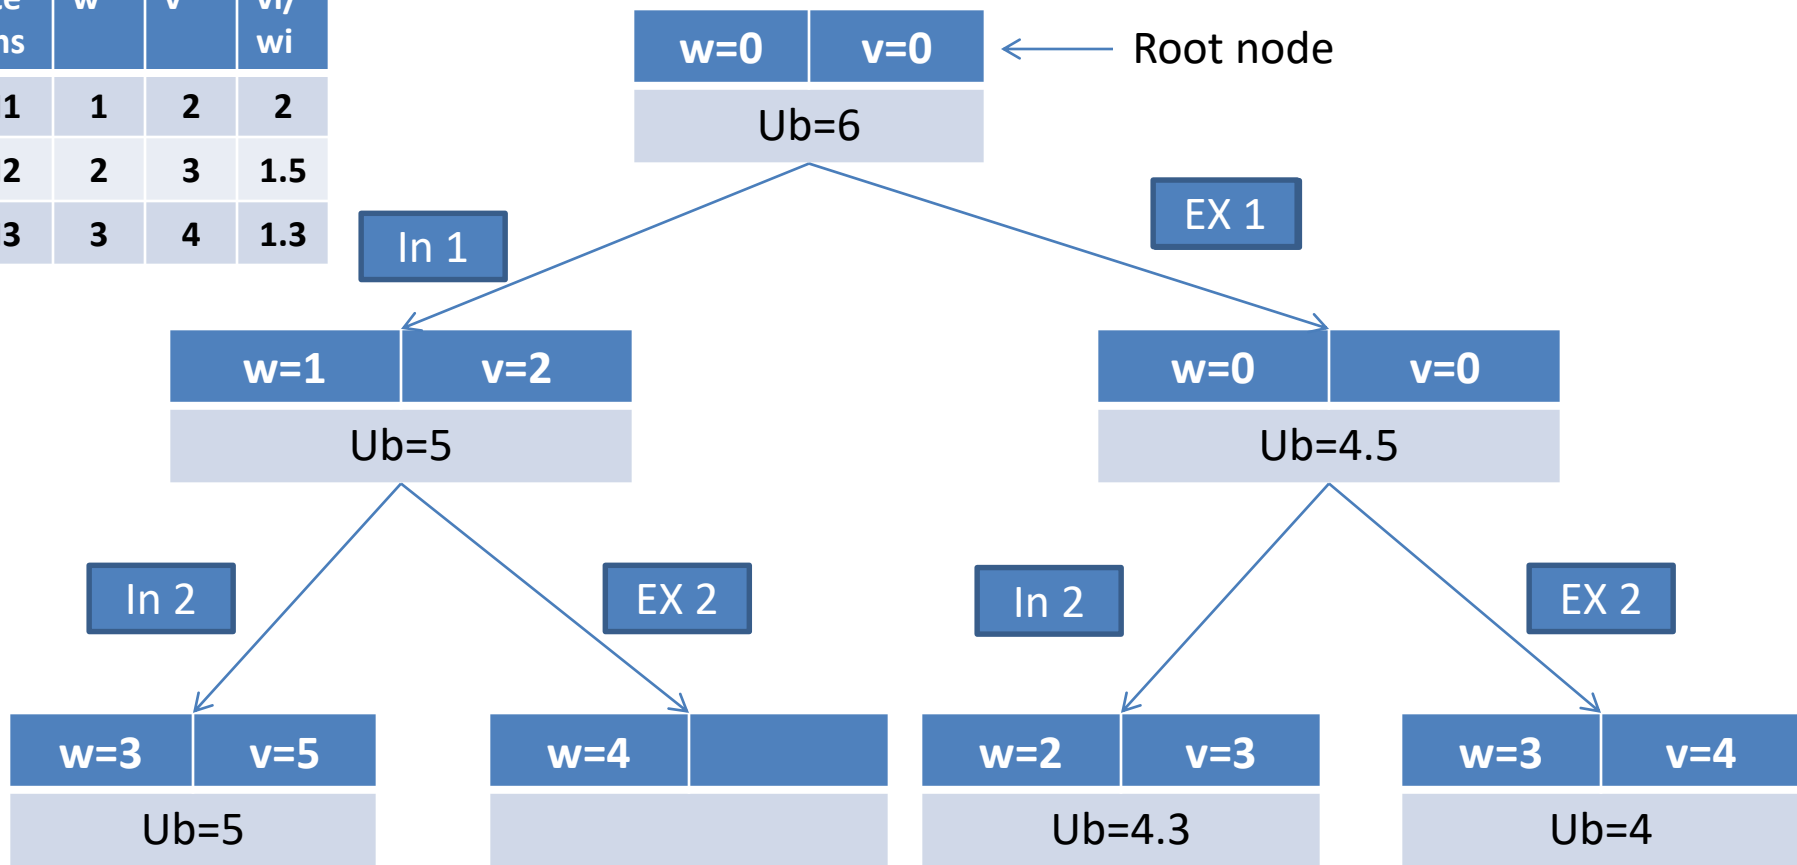 w v vi/
wi
1 1 2 2
2 2 3 1.5
3 3 4 1.3
w=0 v=0 Root node
Ub=6
In 1 EX 1
w=1 v=2 w=0 v=0
Ub=5 Ub=4.5
In 2 EX 2 In 2 EX 2
w=3 v=5 w=4 w=2 v=3 w=3 v=4
Ub=5 Ub=4.3 Ub=4